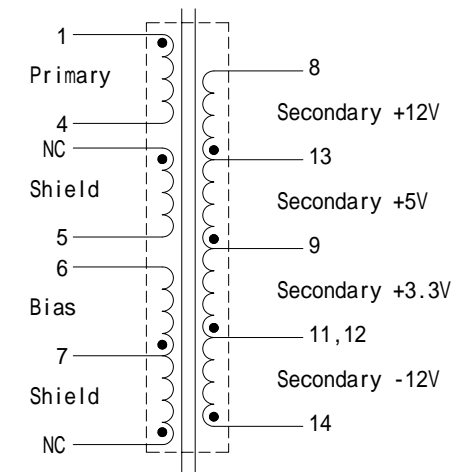 1
Primary
4
NC
Shield
5
6
Bias
7
Shield
NC
8
Secondary +12V
13
Secondary +5V
9
Secondary +3.3V
11,12
Secondary -12V
14